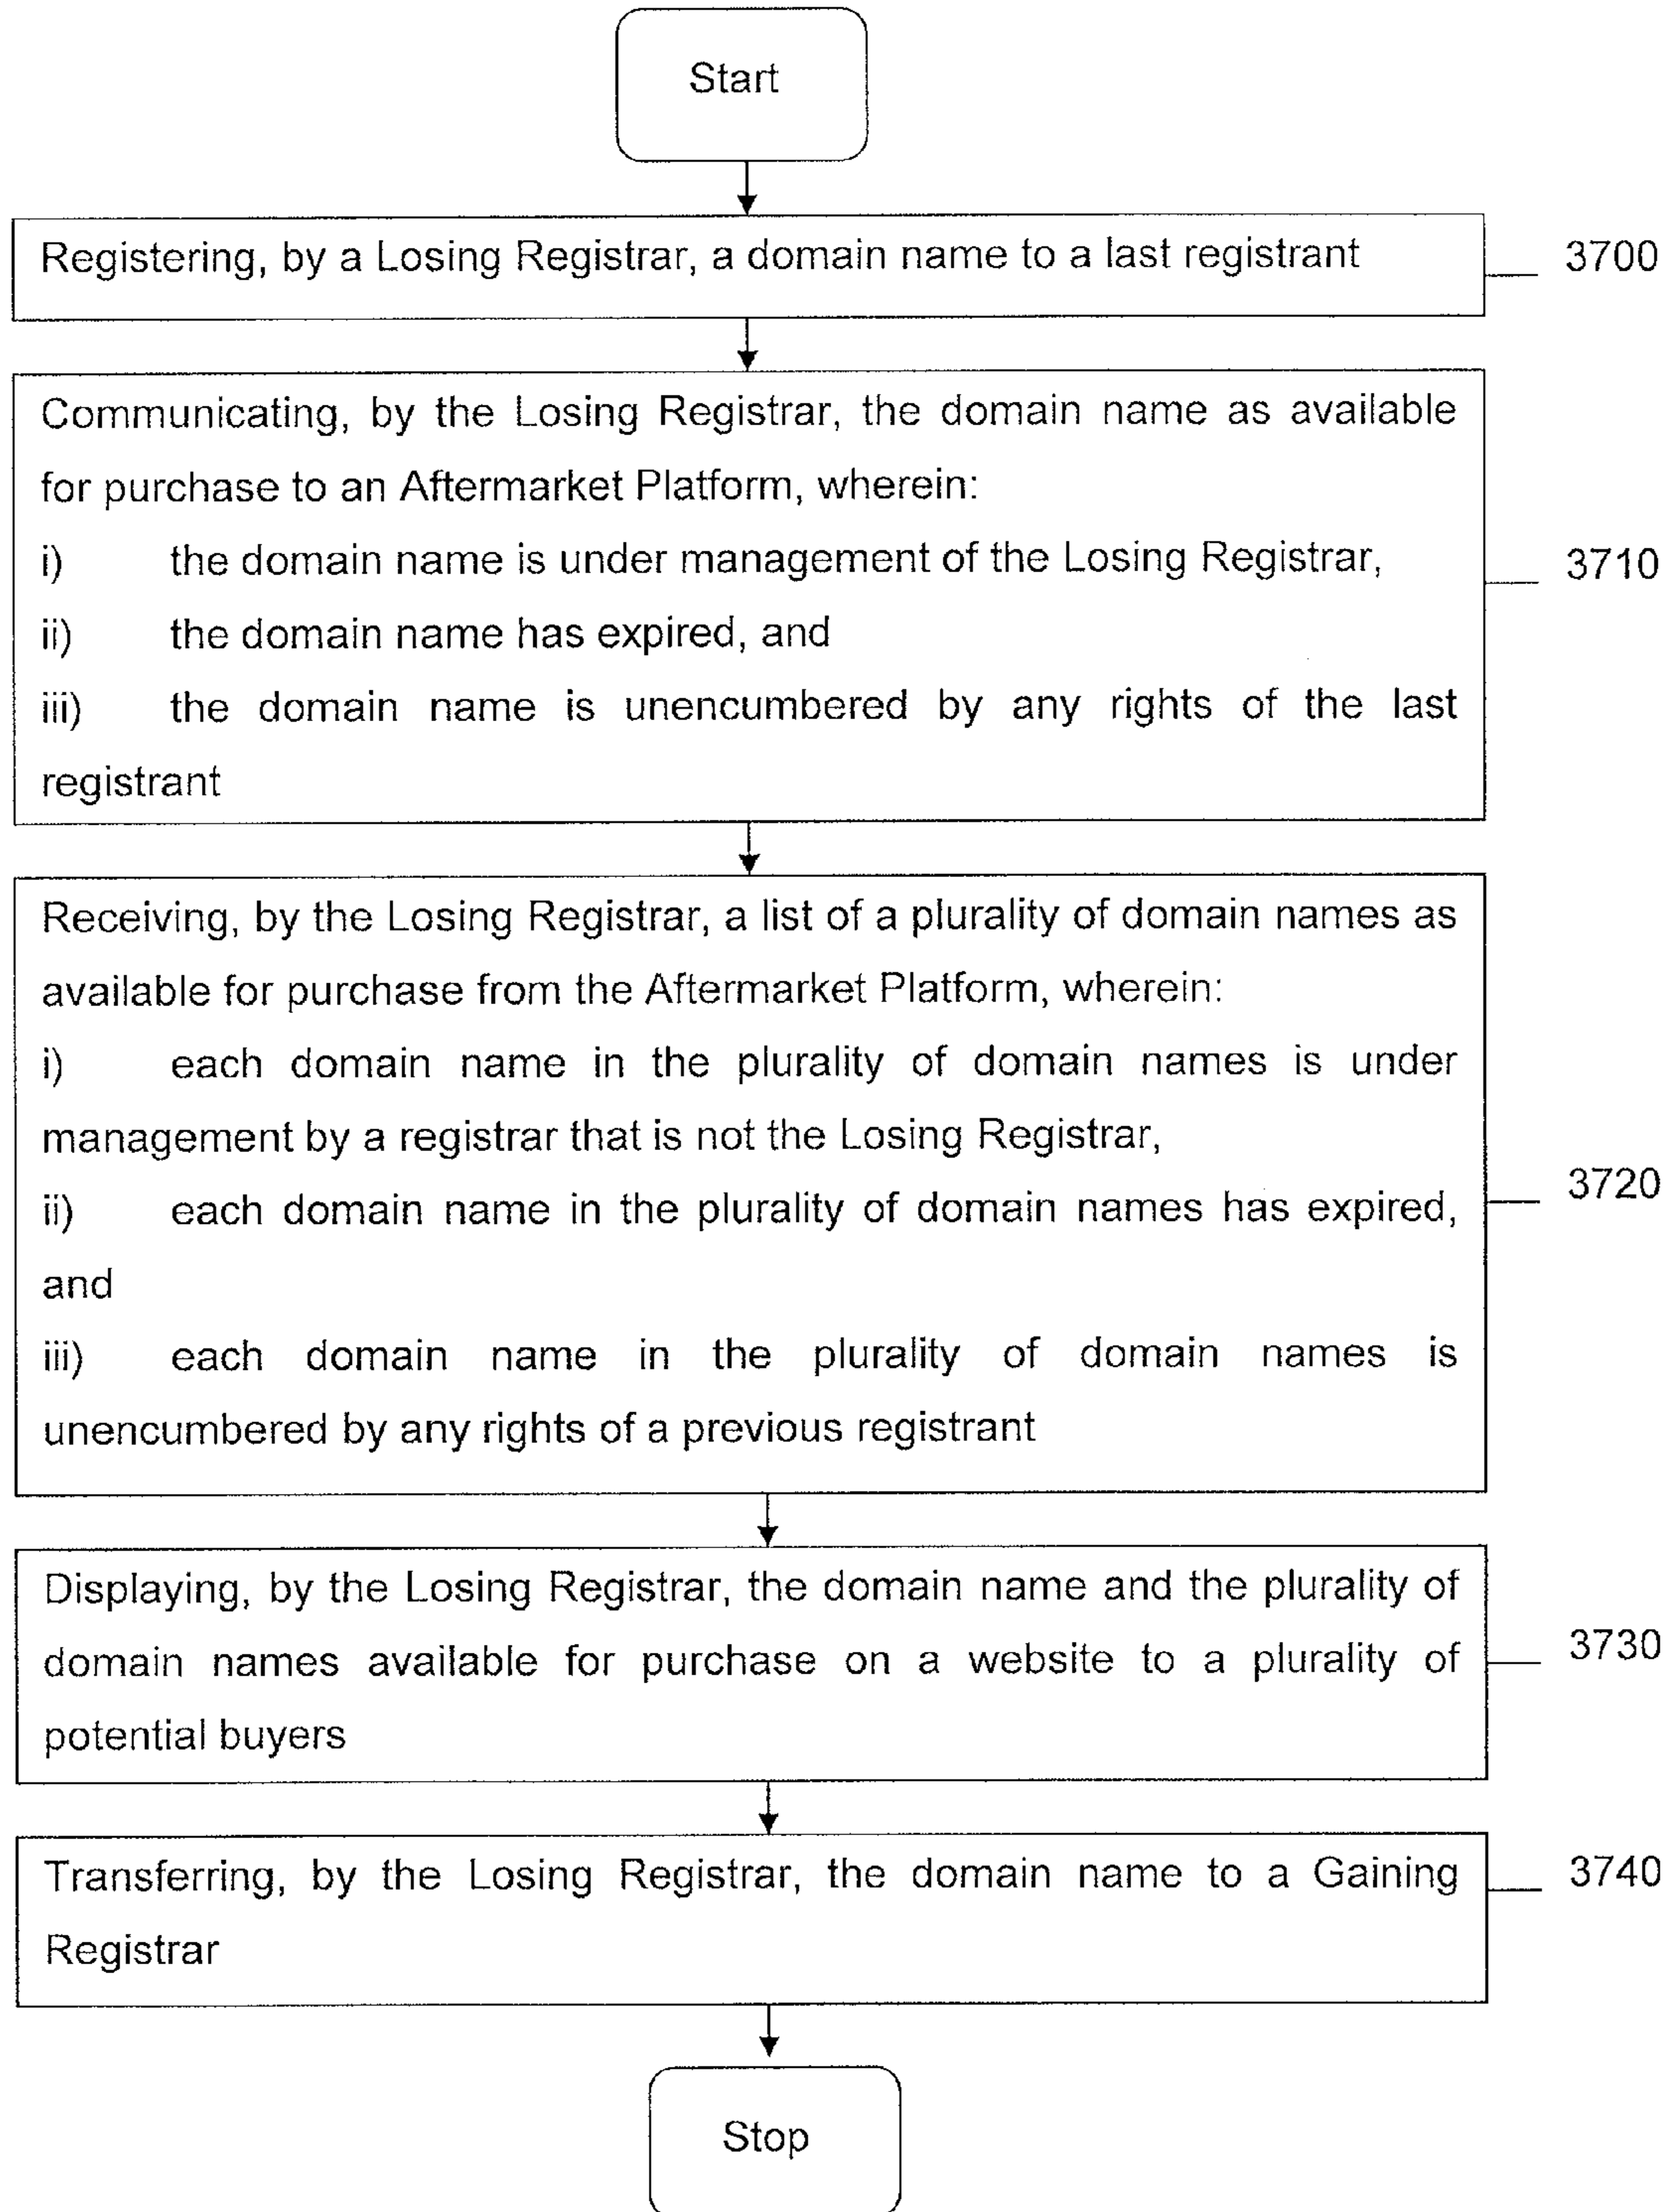 Start
Registering, by a Losing Registrar, a domain name to a last registrant
3700
Communicating, by the Losing Registrar, the domain name as available
for purchase to an Aftermarket Platform, wherein:
i) the domain name is under management of the Losing Registrar,
3710
ii) the domain name has expired, and
iii) the domain name is unencumbered by any rights of the last
registrant
Receiving, by the Losing Registrar, a list of a plurality of domain names as
available for purchase from the Aftermarket Platform, wherein:
i) each domain name in the plurality of domain names is under
management by a registrar that is not the Losing Registrar,
3720
ii) each domain name in the plurality of domain names has expired,
and
iii) each domain name in the plurality of domain names is
unencumbered by any rights of a previous registrant
Displaying, by the Losing Registrar, the domain name and the plurality of
domain names available for purchase on a website to a plurality of
3730
potential buyers
Transferring, by the Losing Registrar, the domain name to a Gaining
3740
Registrar
Stop